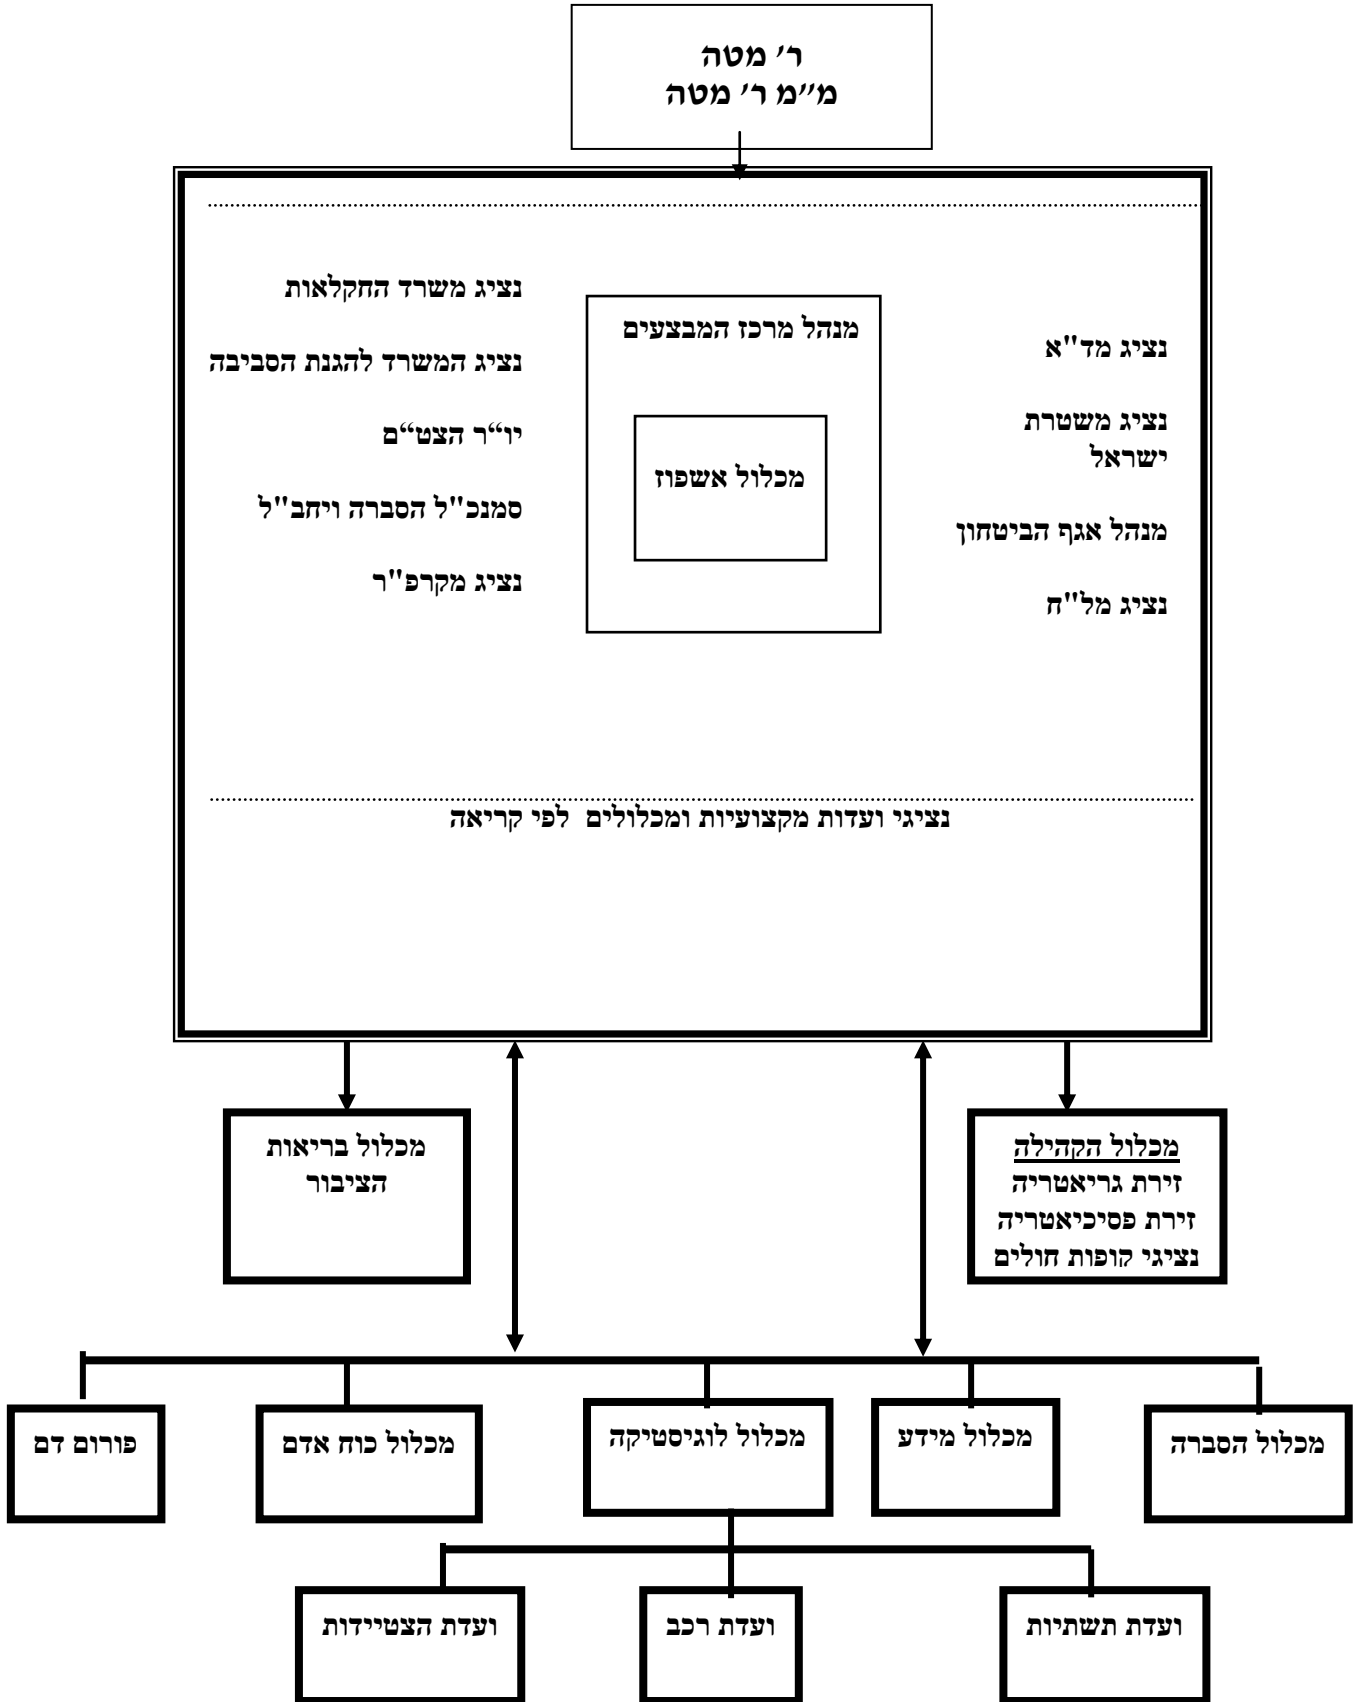 ר׳ מטה
מ״מ ר׳ מטה
נציג מד"א
נציג משטרת
ישראל
מנהל אגף הביטחון
נציג מל"ח
מנהל מרכז המבצעים
מכלול אשפוז
נציג משרד החקלאות
נציג המשרד להגנת הסביבה
יו“ר הצט“ם
סמנכ"ל הסברה ויחב"ל
נציג מקרפ"ר
נציגי ועדות מקצועיות ומכלולים לפי קריאה
מכלול הקהילה
זירת גריאטריה
זירת פסיכיאטריה
נציגי קופות חולים
מכלול בריאות
הציבור
מכלול הסברה
מכלול מידע
מכלול לוגיסטיקה
מכלול כוח אדם
פורום דם
ועדת תשתיות
ועדת רכב
ועדת הצטיידות